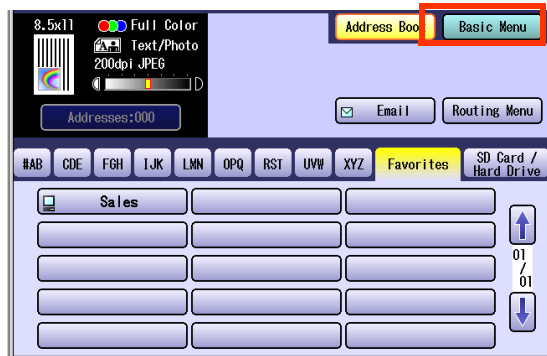 8.5x11 Full Color
Text/Photo
200dpi JPEG
D
Addresses:000
Address Book Basic Menu
Email Routing Menu
#AB CDE FGH IJK LMN OPQ RST UVW XYZ Favorites SD Card /
Hard Drive
Sales
01
/
01